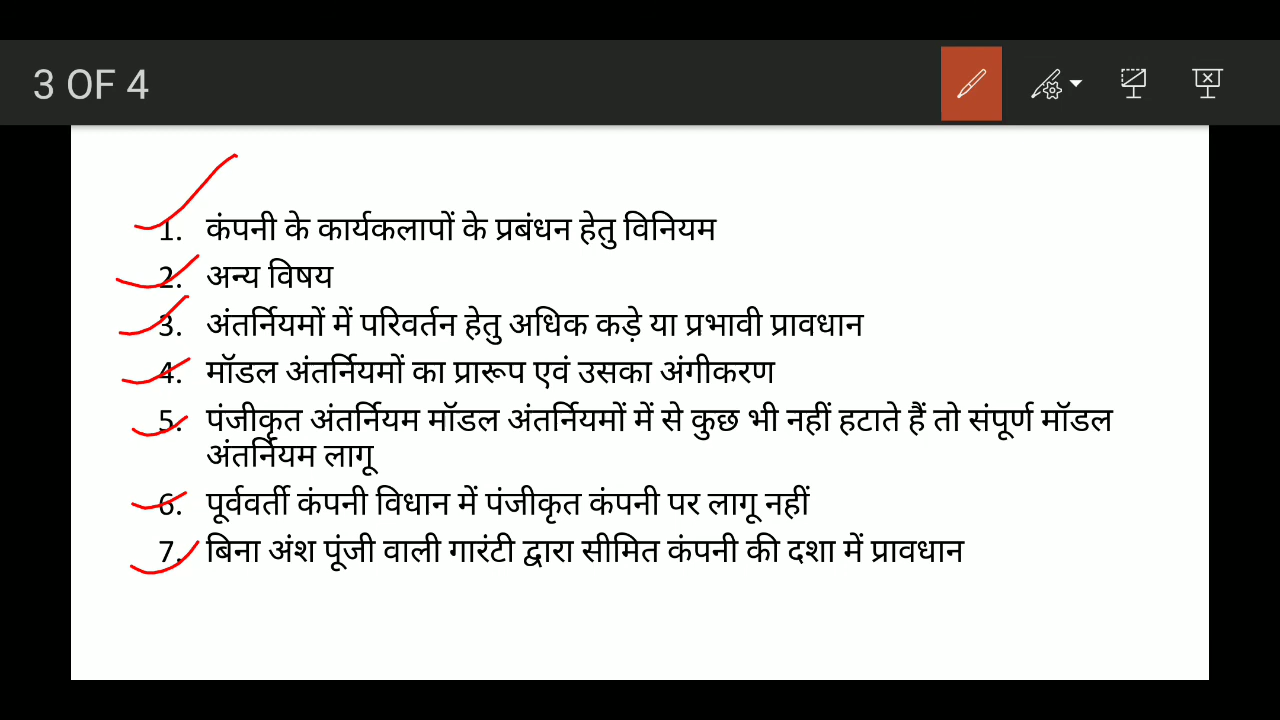 3 OF 4
1. कंपनी के कार्यकलापों के प्रबंधन हेतु विनियम
2. अन्य विषय
3. अंतर्नियमों में परिवर्तन हेतु अधिक कड़े या प्रभावी प्रावधान
4. मॉडल अंतर्नियमों का प्रारूप एवं उसका अंगीकरण
5. पंजीकृत अंतर्नियम मॉडल अंतर्नियमों में से कुछ भी नहीं हटाते हैं तो संपूर्ण मॉडल
अंतर्नियम लागू
6. पूर्ववर्ती कंपनी विधान में पंजीकृत कंपनी पर लागू नहीं
7. बिना अंश पूंजी वाली गारंटी द्वारा सीमित कंपनी की दशा में प्रावधान